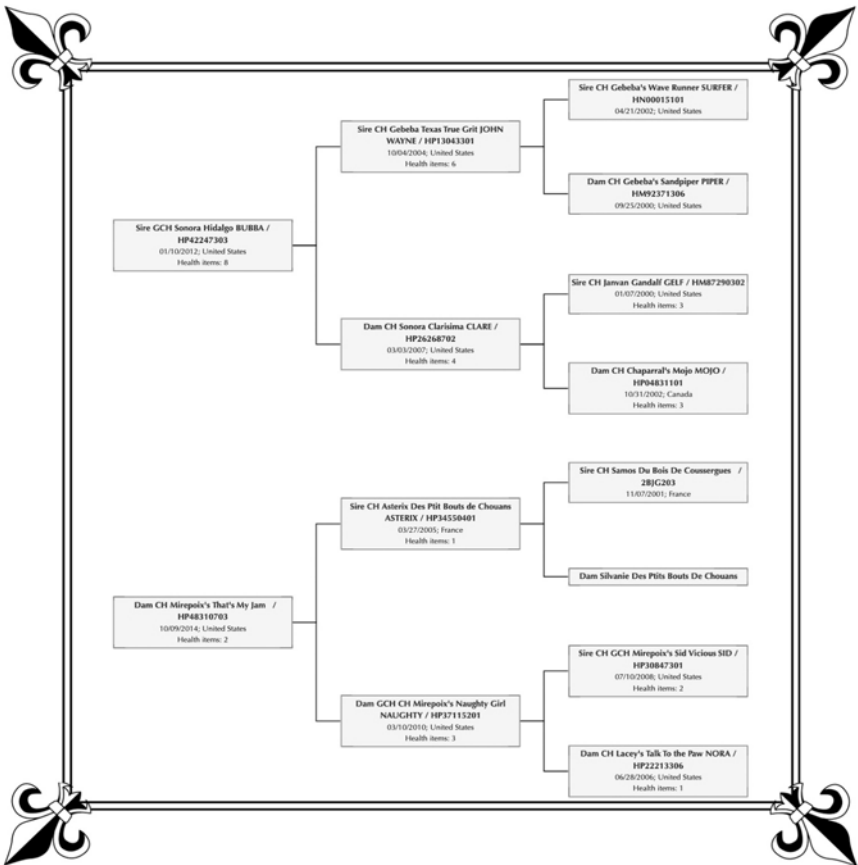 Sire CH Gebeba's Wave Runner SURFER /
HN00015101
04/21/2002; United States
Sire CH Gebeba Texas True Grit JOHN
WAYNE / HP13043301
10/04/2004; United States
Health items: 6
Dam CH Gebeba's Sandpiper PIPER /
HM92371306
09/25/2000; United States
Sire GCH Sonora Hidalgo BUBBA /
HP42247303
01/10/2012; United States
Health items: 8
Sire CH Janvan Gandalf GELF / HM87290302
01/07/2000; United States
Health items: 3
Dam CH Sonora Clarisima CLARE /
HP26268702
03/03/2007; United States
Health items: 4
Dam CH Chaparral's Mojo MOJO /
HP04831101
10/31/2002; Canada
Health items: 3
Sire CH Samos Du Bois De Coussergues /
2BJG203
11/07/2001; France
Sire CH Asterix Des Ptit Bouts de Chouans
ASTERIX / HP34550401
03/27/2005; France
Health items: 1
Dam Silvanie Des Ptits Bouts De Chouans
Dam CH Mirepoix's That's My Jam /
HP48310703
10/09/2014; United States
Health items: 2
Sire CH GCH Mirepoix's Sid Vicious SID /
HP30847301
07/10/2008; United States
Health items: 2
Dam GCH CH Mirepoix's Naughty Girl
NAUGHTY / HP37115201
03/10/2010; United States
Health items: 3
Dam CH Lacey's Talk To the Paw NORA /
HP22213306
06/28/2006; United States
Health items: 1